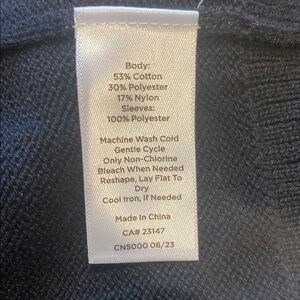 Body:
53% Cotton
30% Polyester
17% Nylon
Sleeves:
100% Polyester
Machine Wash Cold
Gentle Cycle
Only Non-Chlorine
Bleach When Needed
Reshape, Lay Flat To
Dry
Cool Iron, if Needed
Made In China
CA# 23147
CN5000 06/23